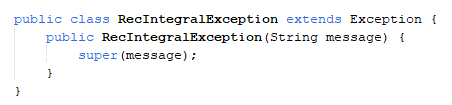 public class RecIntegralException extends Exception {
    public RecIntegralException(String message) {
        super(message);
    }
}